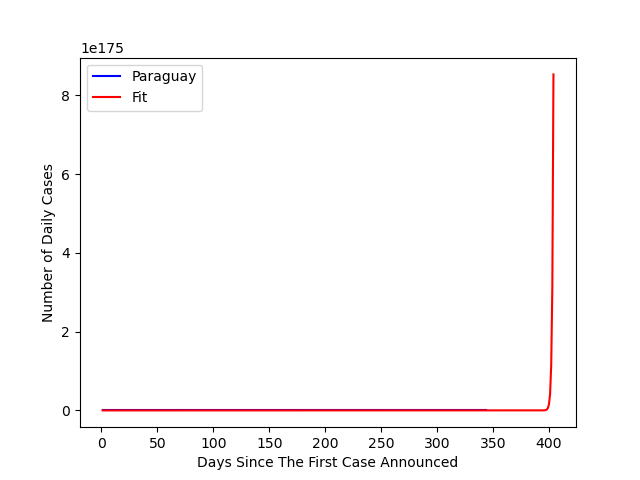 1e175
Paraguay
Fit
8
6
4
2
0
Number of Daily Cases
0 50 100 150 200 250 300 350 400
Days Since The First Case Announced